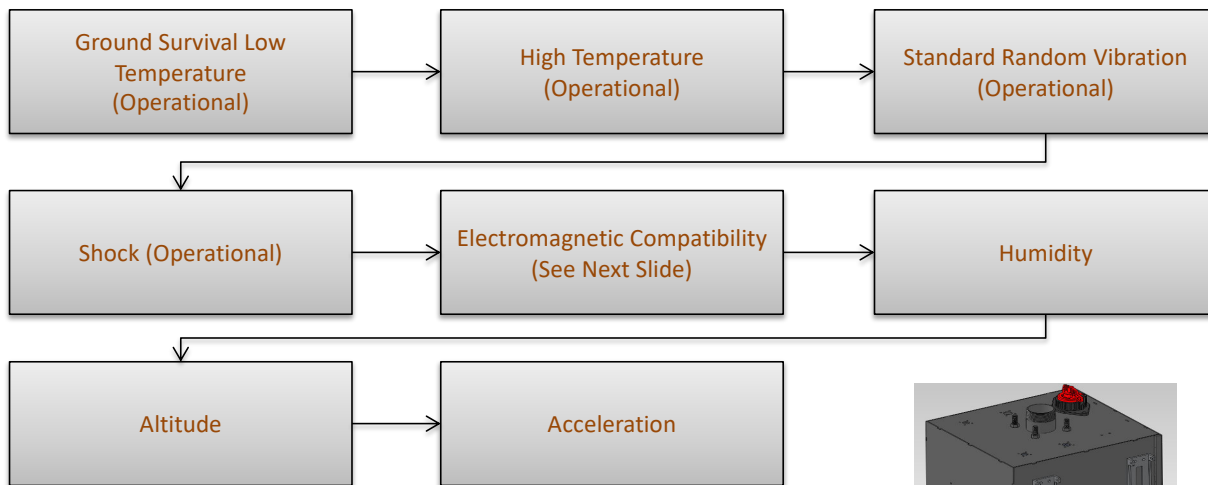 Ground Survival Low
Temperature
(Operational)
High Temperature
(Operational)
Standard Random Vibration
(Operational)
Shock (Operational)
Electromagnetic Compatibility
(See Next Slide)
Humidity
Altitude
Acceleration